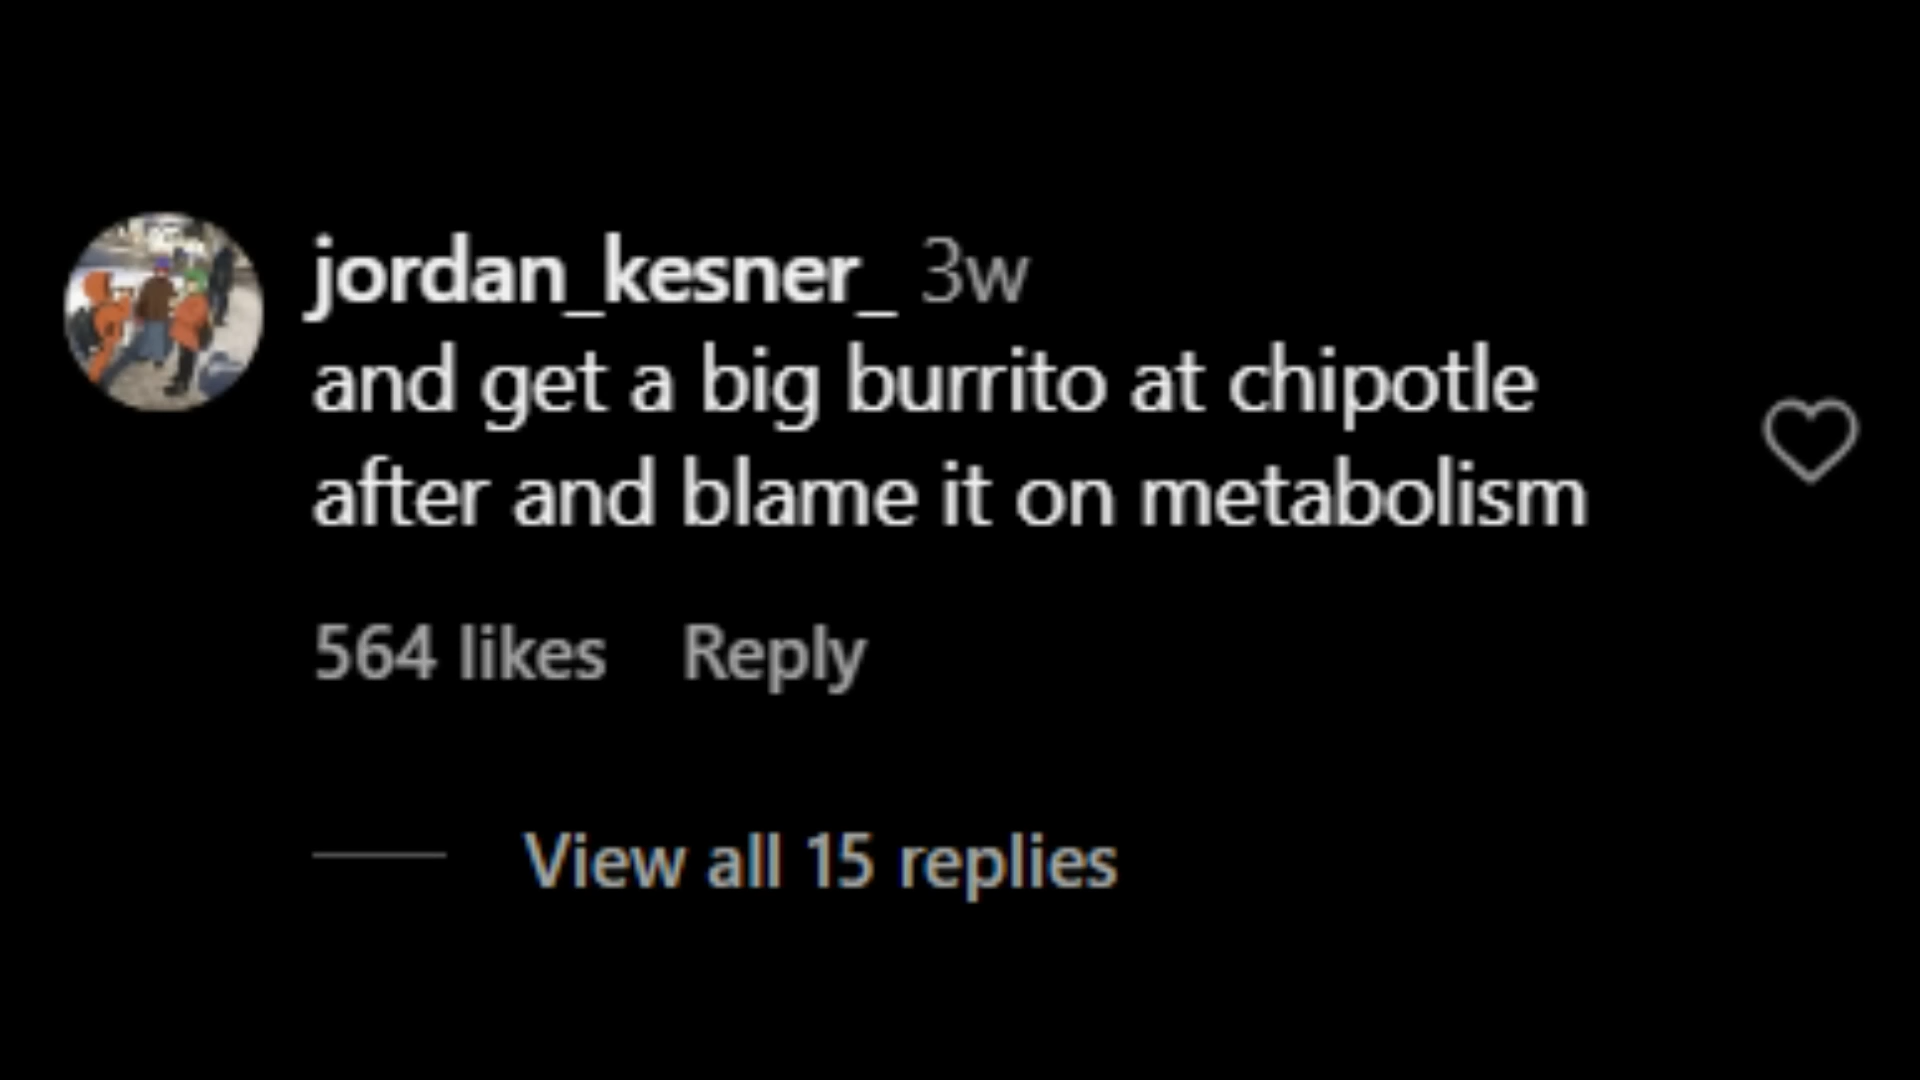 jordan_kesner_ 3w
and get a big burrito at chipotle
after and blame it on metabolism
564 likes Reply
View all 15 replies